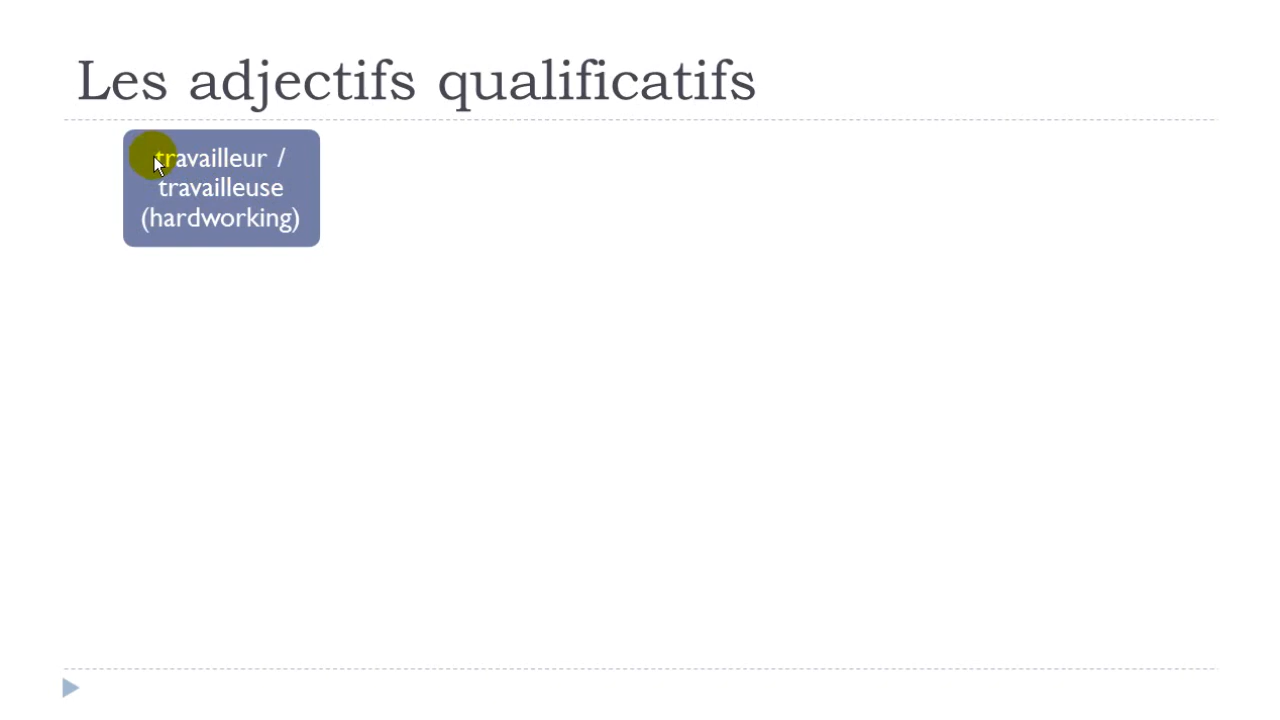 Les adjectifs qualificatifs
travailleur /
travailleuse
(hardworking)